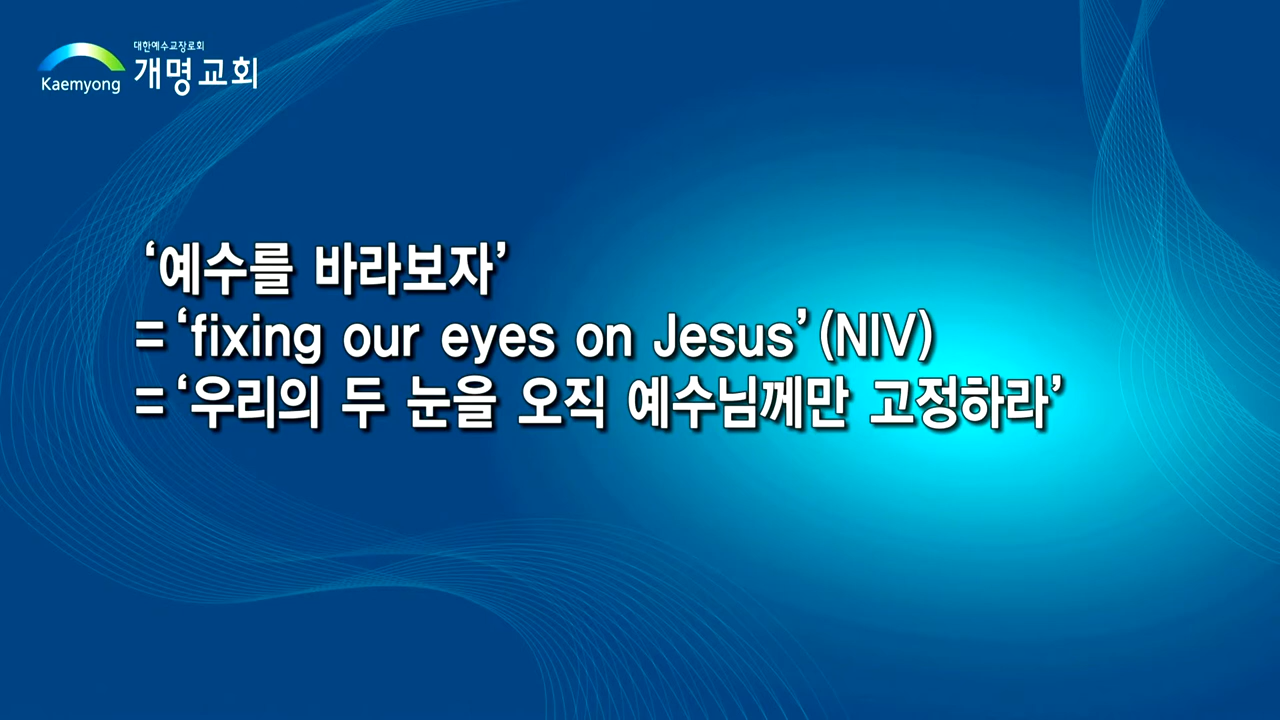 대한예수교장로회
Kaemyong 개명교회
‘예수를 바라보자’
=‘fixing our eyes on Jesus’(NIV)
=‘우리의 두 눈을 오직 예수님께만 고정하라’